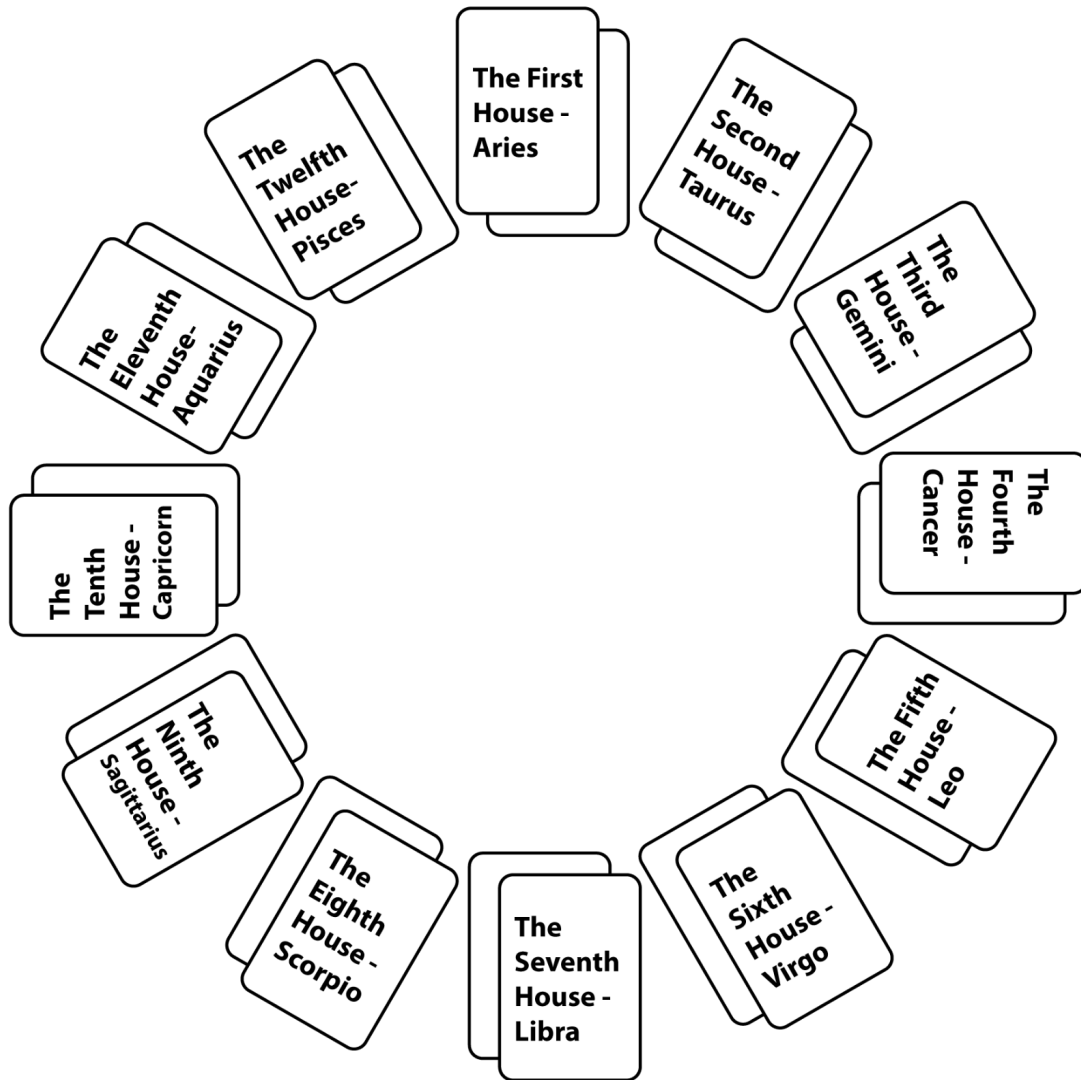 The First
House -
Aries
The
Second
House -
Taurus
The
Third
House -
Gemini
The
Fourth
House -
Cancer
The Fifth
House -
Leo
The
Sixth
House -
Virgo
The
Seventh
House -
Libra
The
Eighth
House -
Scorpio
The
Ninth
House -
Sagittarius
The
Tenth
House -
Capricorn
The
Eleventh
House-
Aquarius
The
Twelfth
House-
Pisces